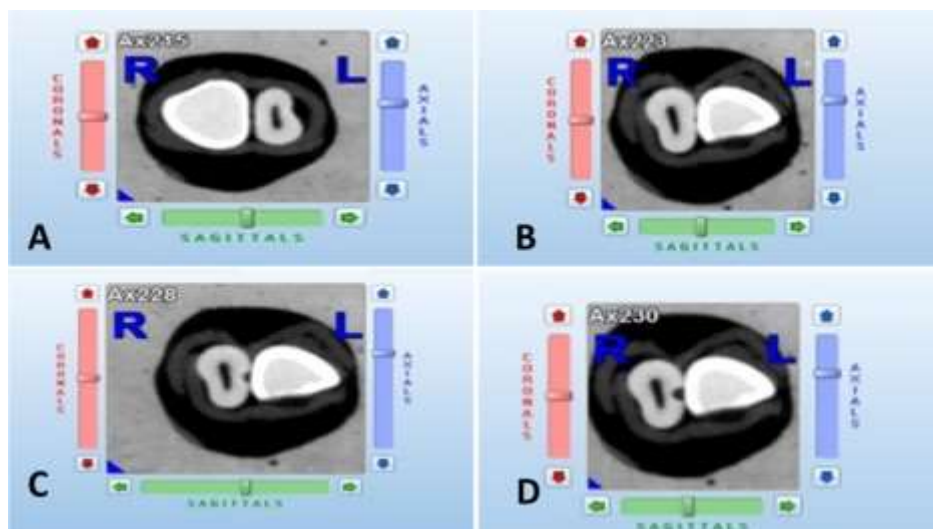 Ax215
R
L
CORONALS
AXIALS
SAGITTALS
A
Ax223
R
L
CORONALS
AXIALS
SAGITTALS
B
Ax228
R
L
CORONALS
AXIALS
SAGITTALS
C
Ax230
R
L
CORONALS
AXIALS
SAGITTALS
D